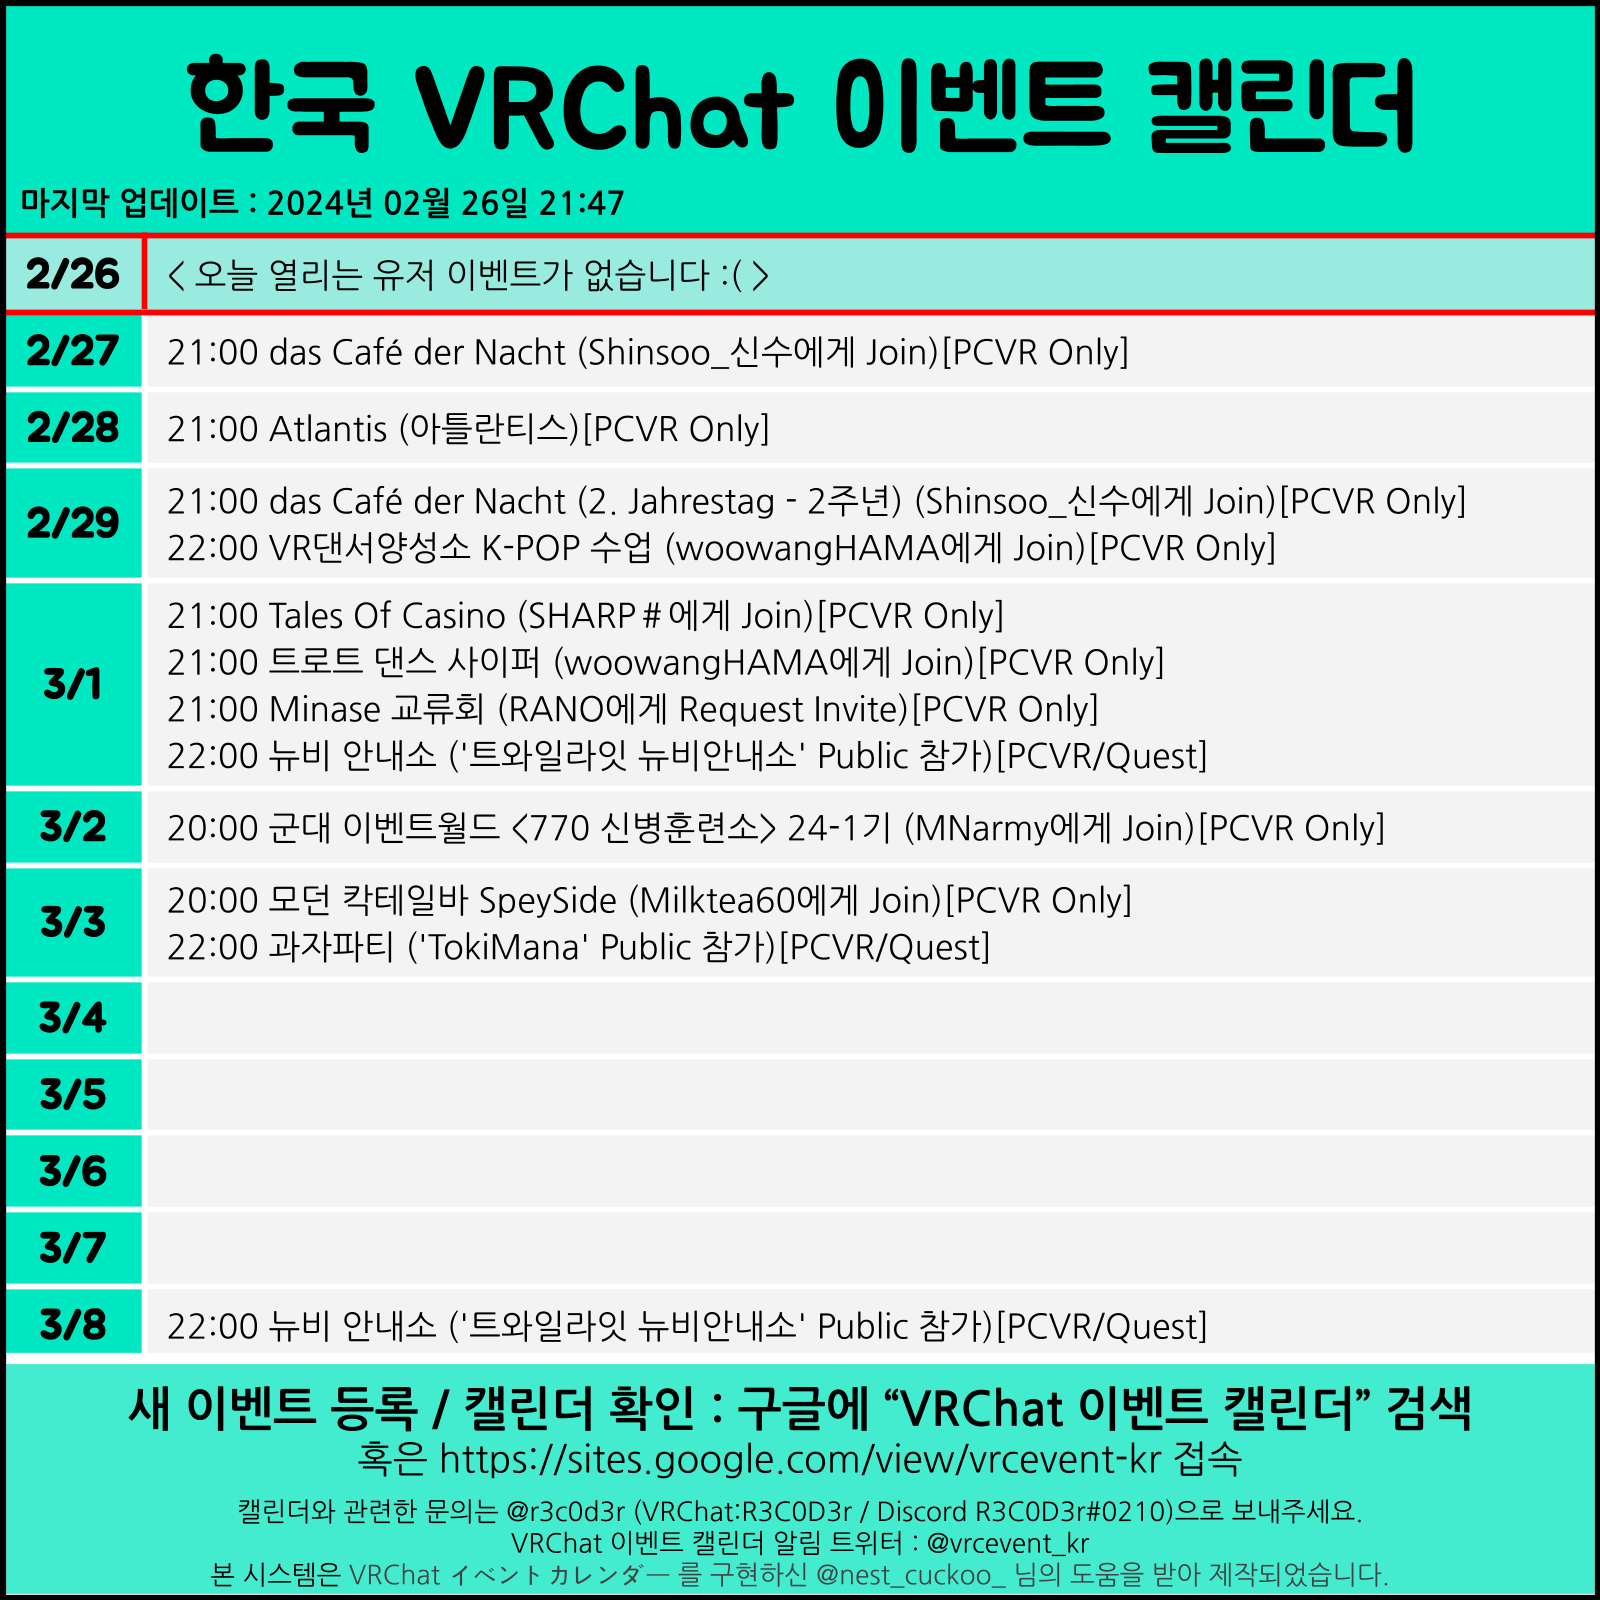 한국 VRChat 이벤트 캘린더
마지막 업데이트 : 2024년 02월 26일 21:47
2/26
< 오늘 열리는 유저 이벤트가 없습니다 :( >
2/27
21:00 das Café der Nacht (Shinsoo_신수에게 Join)[PCVR Only]
2/28
21:00 Atlantis (아틀란티스)[PCVR Only]
2/29
21:00 das Café der Nacht (2. Jahrestag - 2주년) (Shinsoo_신수에게 Join)[PCVR Only]
22:00 VR댄서양성소 K-POP 수업 (woowangHAMA에게 Join)[PCVR Only]
3/1
21:00 Tales Of Casino (SHARP＃에게 Join)[PCVR Only]
21:00 트로트 댄스 사이퍼 (woowangHAMA에게 Join)[PCVR Only]
21:00 Minase 교류회 (RANO에게 Request Invite)[PCVR Only]
22:00 뉴비 안내소 ('트와일라잇 뉴비안내소' Public 참가)[PCVR/Quest]
3/2
20:00 군대 이벤트월드 <770 신병훈련소> 24-1기 (MNarmy에게 Join)[PCVR Only]
3/3
20:00 모던 칵테일바 SpeySide (Milktea60에게 Join)[PCVR Only]
22:00 과자파티 ('TokiMana' Public 참가)[PCVR/Quest]
3/4
3/5
3/6
3/7
3/8
22:00 뉴비 안내소 ('트와일라잇 뉴비안내소' Public 참가)[PCVR/Quest]
새 이벤트 등록 / 캘린더 확인 : 구글에 “VRChat 이벤트 캘린더” 검색
혹은 https://sites.google.com/view/vrcevent-kr 접속
캘린더와 관련한 문의는 @r3c0d3r (VRChat:R3C0D3r / Discord R3C0D3r#0210)으로 보내주세요.
VRChat 이벤트 캘린더 알림 트위터 : @vrcevent_kr
본 시스템은 VRChat イベントカレンダー 를 구현하신 @nest_cuckoo_ 님의 도움을 받아 제작되었습니다.